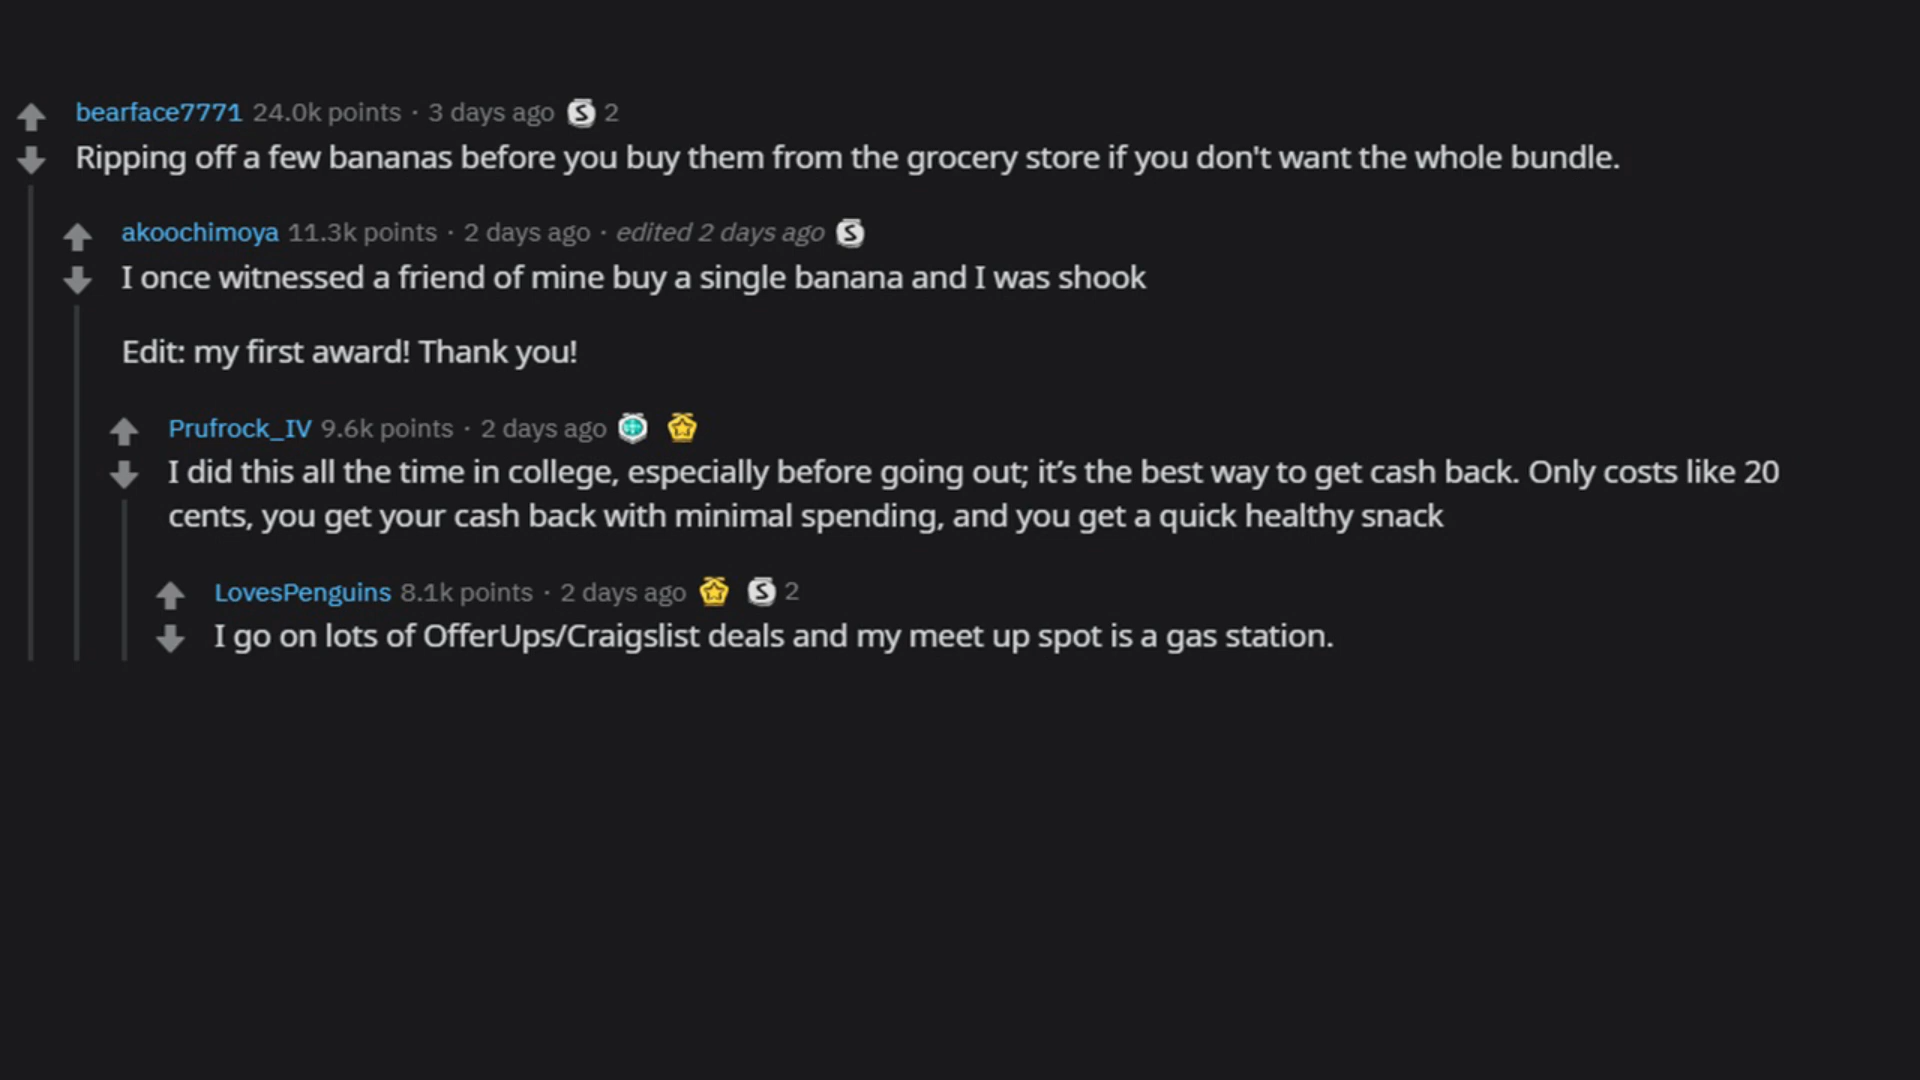 bearface7771 24.0k points · 3 days ago S 2
Ripping off a few bananas before you buy them from the grocery store if you don't want the whole bundle.
akoochimoya 11.3k points · 2 days ago · edited 2 days ago S
I once witnessed a friend of mine buy a single banana and I was shook
Edit: my first award! Thank you!
Prufrock_IV 9.6k points · 2 days ago
I did this all the time in college, especially before going out; it’s the best way to get cash back. Only costs like 20
cents, you get your cash back with minimal spending, and you get a quick healthy snack
LovesPenguins 8.1k points · 2 days ago S 2
I go on lots of OfferUps/Craigslist deals and my meet up spot is a gas station.